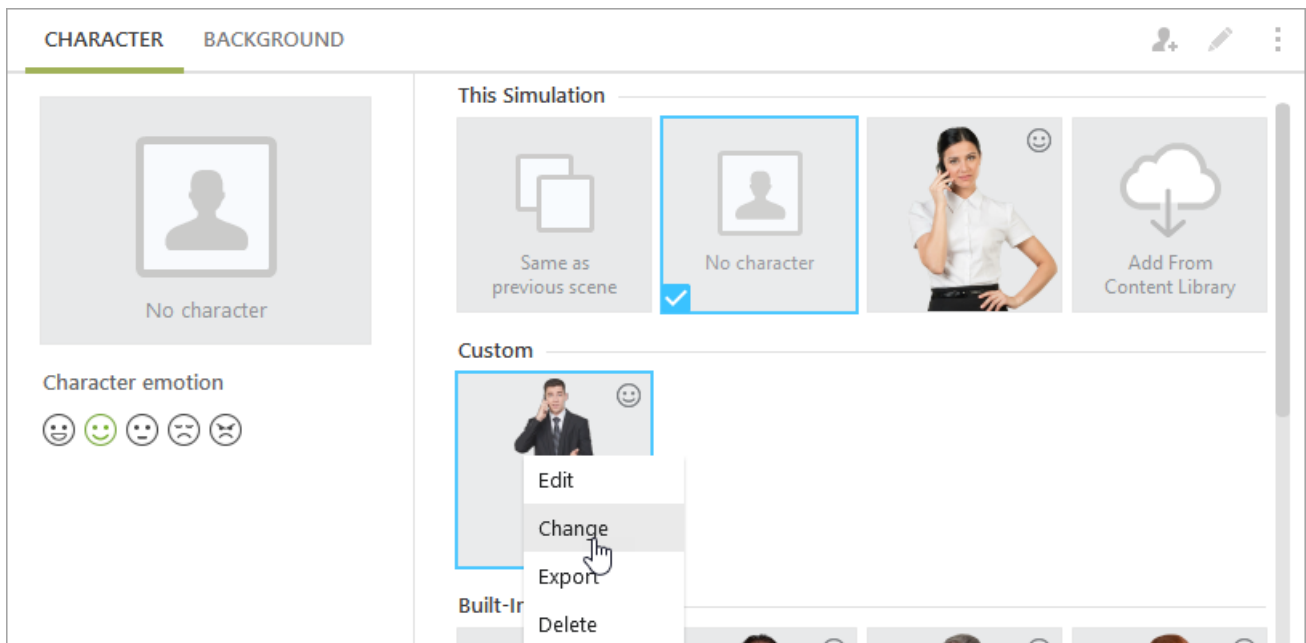 CHARACTER
BACKGROUND
No character
Character emotion
This Simulation
Same as
previous scene
No character
Add From
Content Library
Custom
Edit
Change
Export
Delete